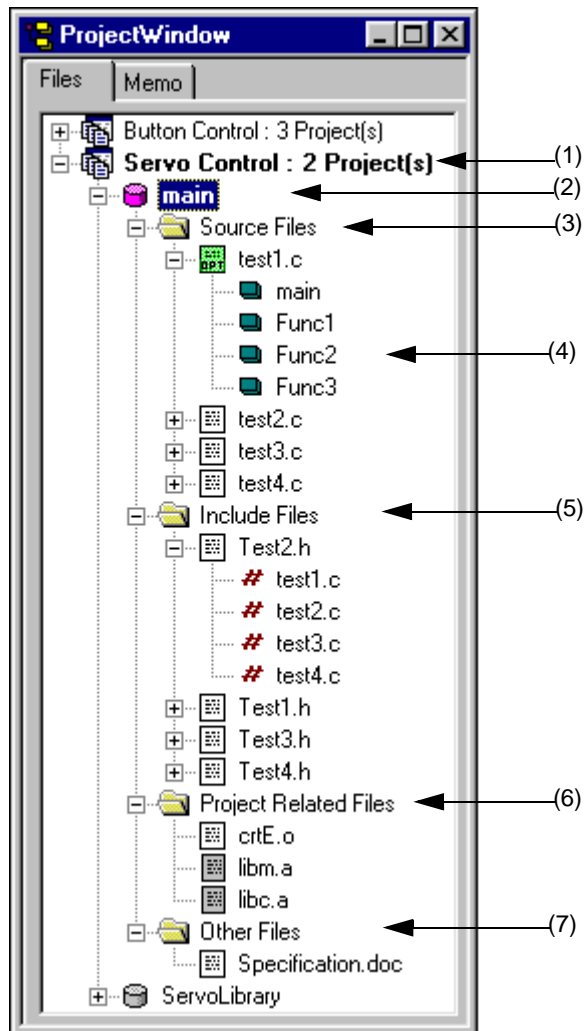 ProjectWindow
Files Memo
Button Control : 3 Project(s)
Servo Control : 2 Project(s) (1)
main (2)
Source Files (3)
OPT test1.c
main
Func1
Func2 (4)
Func3
test2.c
test3.c
test4.c
Include Files (5)
Test2.h
# test1.c
# test2.c
# test3.c
# test4.c
Test1.h
Test3.h
Test4.h
Project Related Files (6)
crtE.o
libm.a
libc.a
Other Files (7)
Specification.doc
ServoLibrary